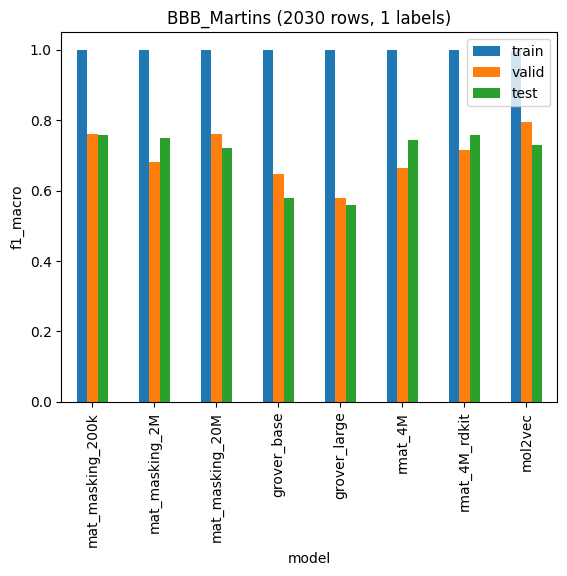 BBB_Martins (2030 rows, 1 labels)
train
valid
test
f1_macro
1.0
0.8
0.6
0.4
0.2
0.0
mat_masking_200k
mat_masking_2M
mat_masking_20M
grover_base
grover_large
rmat_4M
rmat_4M_rdkit
mol2vec
model